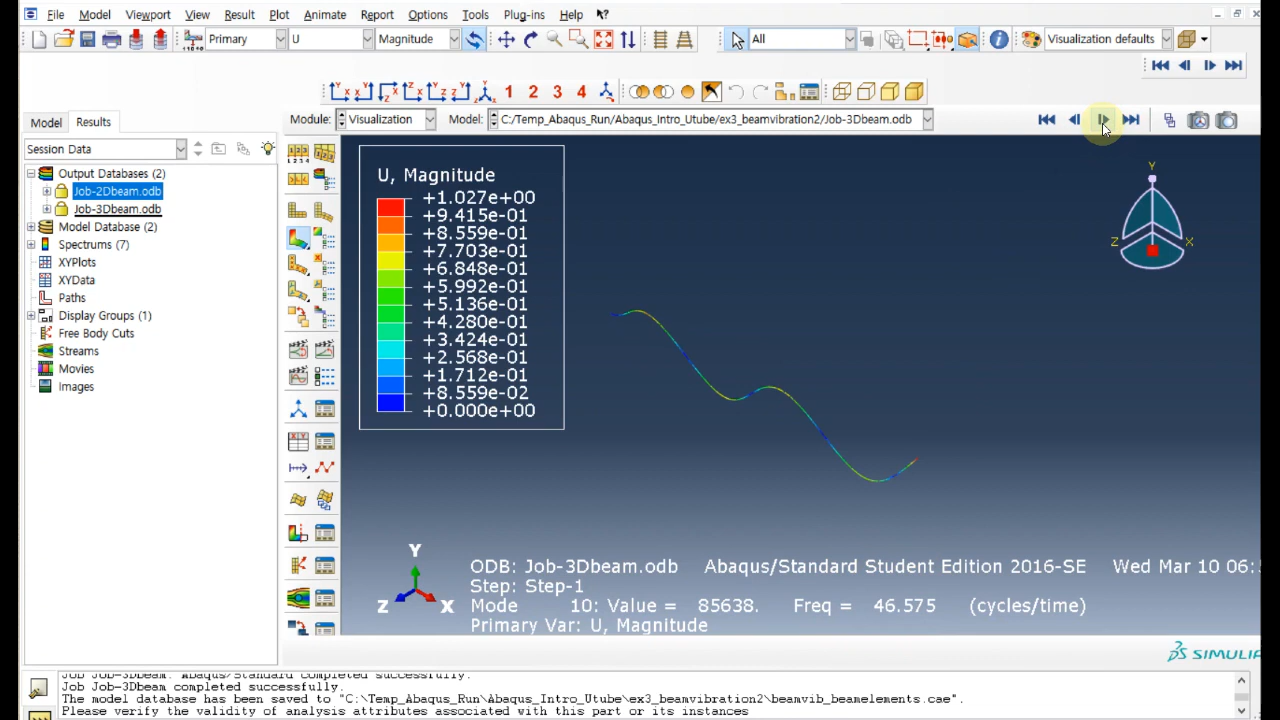 File Model Viewport View Result Plot Animate Report Options Tools Plug-ins Help
Primary U Magnitude All Visualization defaults
1 2 3 4
Model Results Module: Visualization Model: C:/Temp_Abaqus_Run/Abaqus_Intro_Utube/ex3_beamvibration2/Job-3Dbeam.odb
Session Data
Output Databases (2)
Job-2Dbeam.odb
Job-3Dbeam.odb
Model Database (2)
Spectrums (7)
XYPlots
XYData
Paths
Display Groups (1)
Free Body Cuts
Streams
Movies
Images
U, Magnitude
+1.027e+00
+9.415e-01
+8.559e-01
+7.703e-01
+6.848e-01
+5.992e-01
+5.136e-01
+4.280e-01
+3.424e-01
+2.568e-01
+1.712e-01
+8.559e-02
+0.000e+00
Y
Z X
Y
Z X
ODB: Job-3Dbeam.odb Abaqus/Standard Student Edition 2016-SE Wed Mar 10 06:
Step: Step-1
Mode 10: Value = 85638. Freq = 46.575 (cycles/time)
Primary Var: U, Magnitude
SIMULIA
Job Job-3Dbeam: Abaqus/Standard completed successfully.
Job Job-3Dbeam completed successfully.
The model database has been saved to "C:\Temp_Abaqus_Run\Abaqus_Intro_Utube\ex3_beamvibration2\beamvib_beamelements.cae".
Please verify the validity of analysis attributes associated with this part or its instances